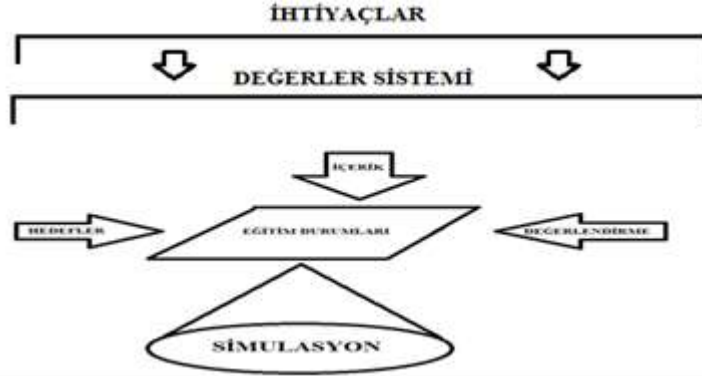 İHTİYAÇLAR
DEĞERLER SİSTEMİ
İÇERİK
HEDEFLER
EĞİTİM DURUMLARI
DEĞERLENDİRME
SİMULASYON